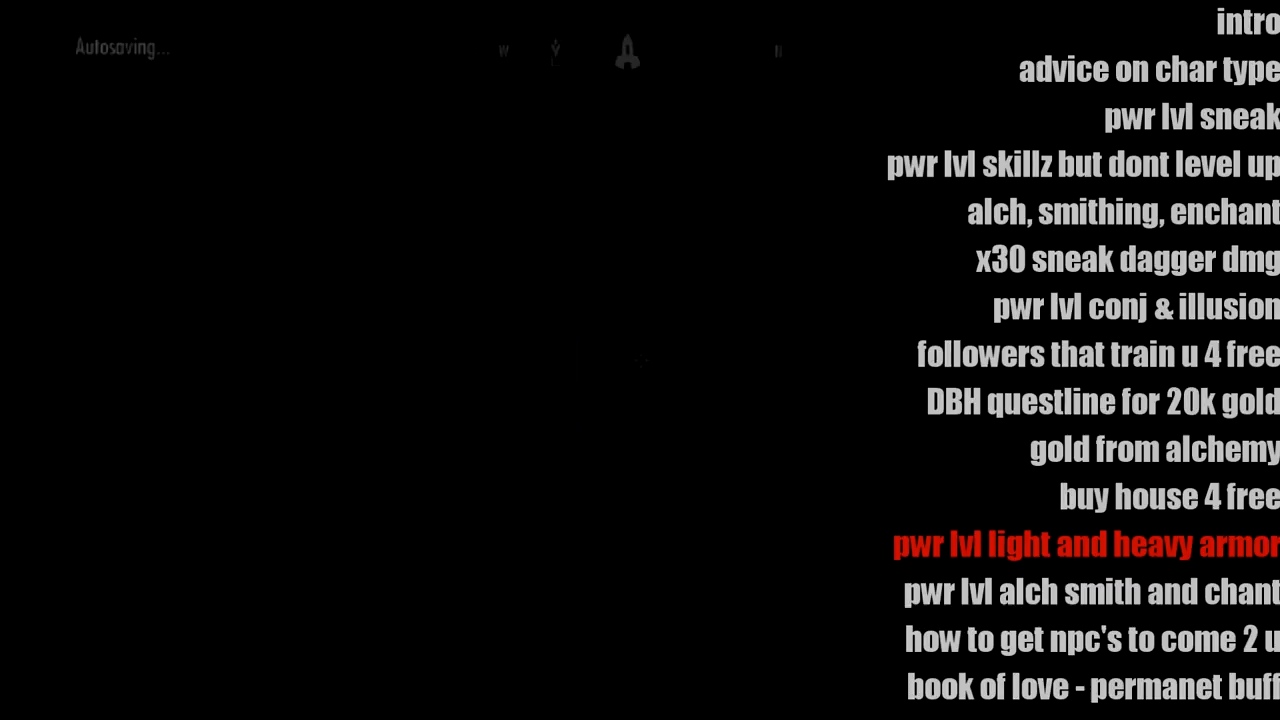 Autosaving...
W
intro
advice on char type
pwr lvl sneak
pwr lvl skillz but dont level up
alch, smithing, enchant
x30 sneak dagger dmg
pwr lvl conj & illusion
followers that train u 4 free
DBH questline for 20k gold
gold from alchemy
buy house 4 free
pwr lvl light and heavy armor
pwr lvl alch smith and chant
how to get npc's to come 2 u
book of love - permanet buff